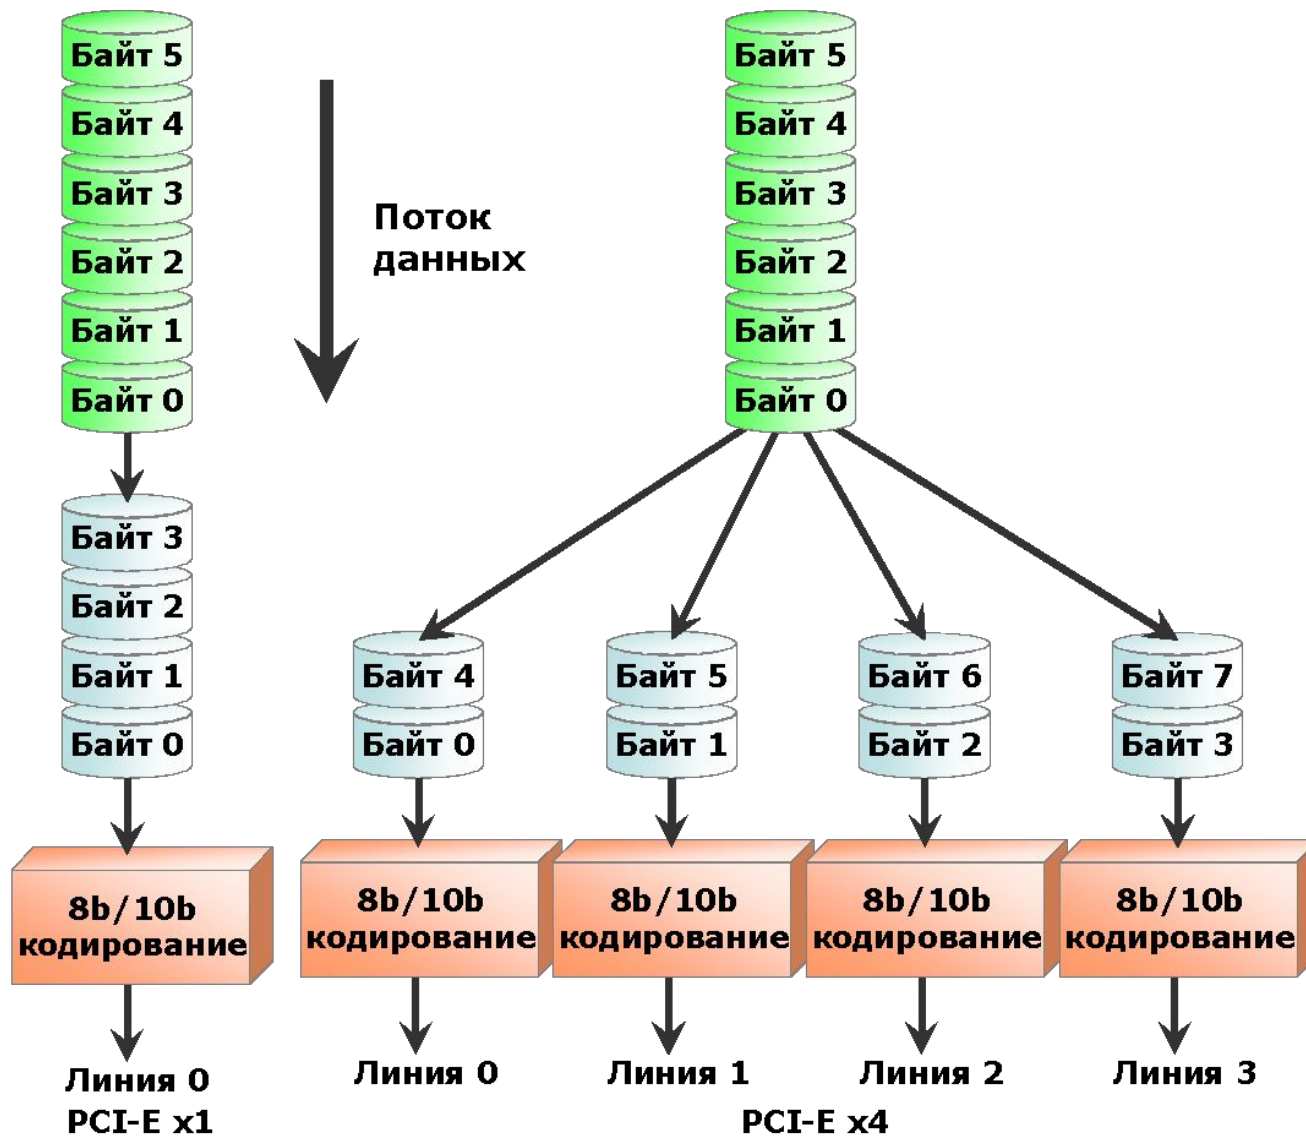 Байт 5
Байт 4
Байт 3
Байт 2
Байт 1
Байт 0
Поток
данных
Байт 5
Байт 4
Байт 3
Байт 2
Байт 1
Байт 0
Байт 3
Байт 2
Байт 1
Байт 0
Байт 4
Байт 0
Байт 5
Байт 1
Байт 6
Байт 2
Байт 7
Байт 3
8b/10b
кодирование
8b/10b
кодирование
8b/10b
кодирование
8b/10b
кодирование
8b/10b
кодирование
Линия 0
PCI-E x1
Линия 0
Линия 1
Линия 2
Линия 3
PCI-E x4